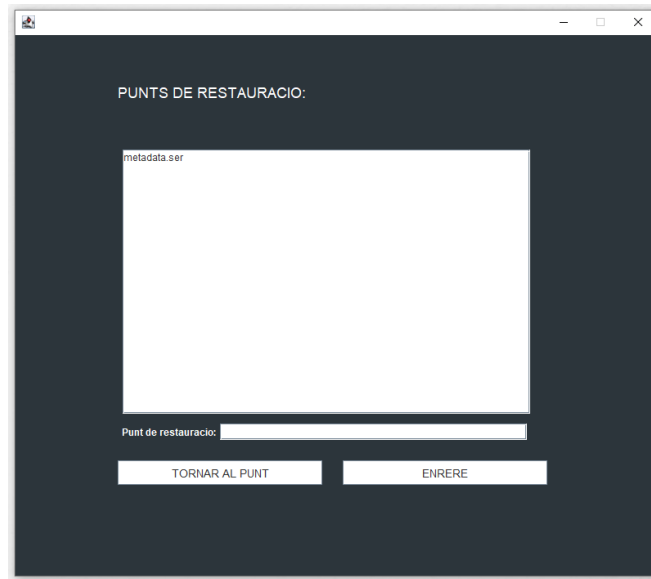 PUNTS DE RESTAURACIO:
metadata.ser
Punt de restauracio:
TORNAR AL PUNT
ENRERE